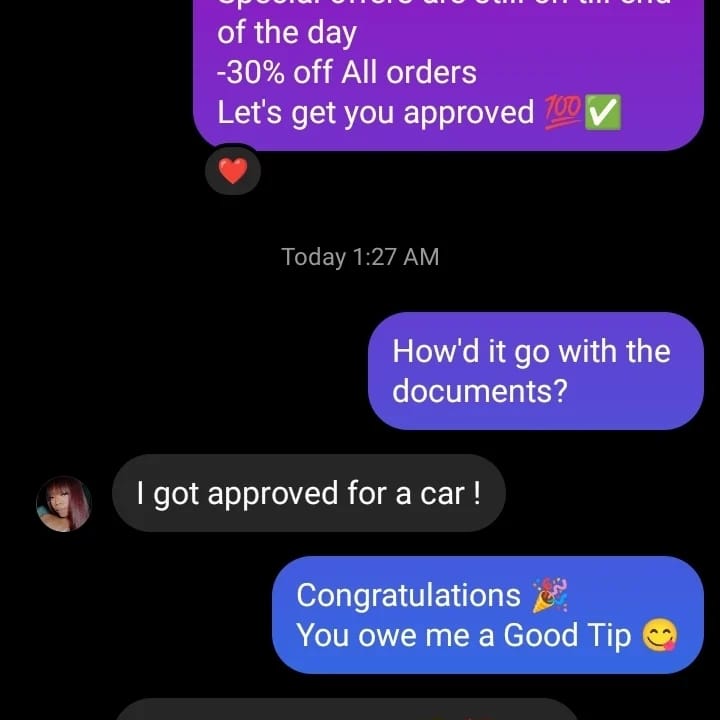 of the day
-30% off All orders
Let's get you approved 💯✅
❤️
Today 1:27 AM
How'd it go with the
documents?
I got approved for a car !
Congratulations 🎉
You owe me a Good Tip 😋